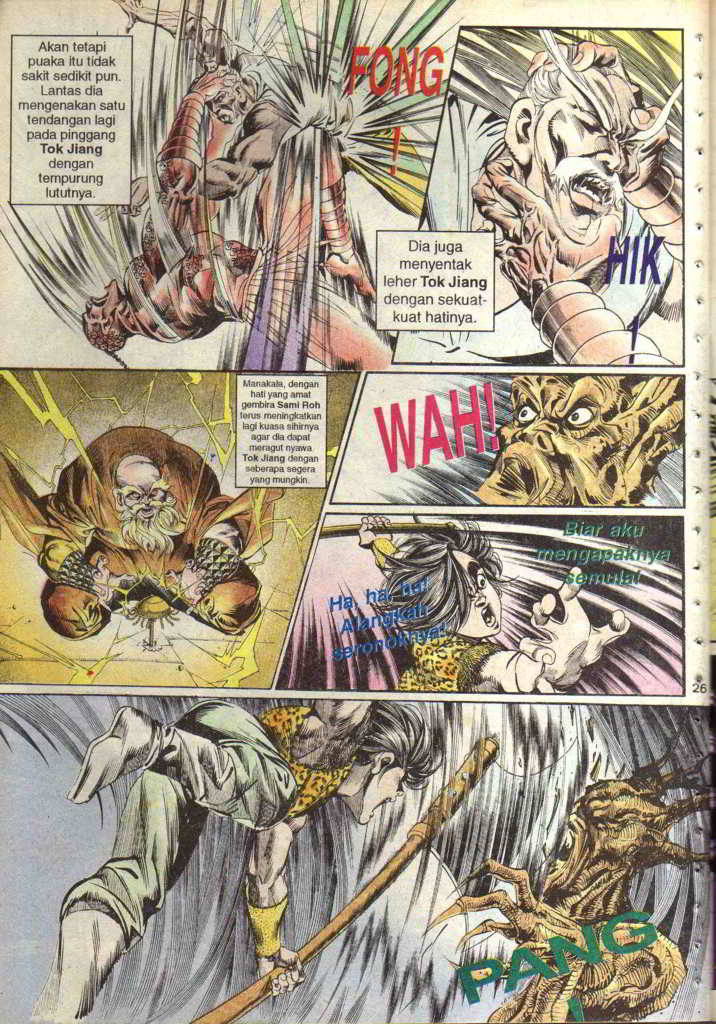 Akan tetapi
puaka itu tidak
sakit sedikit pun.
Lantas dia
mengenakan satu
tendangan lagi
pada pinggang
Tok Jiang
dengan
tempurung
lututnya.
FONG
!
Dia juga
menyentak
leher Tok Jiang
dengan sekuat-
kuat hatinya.
HIK
!
Manakala, dengan
hati yang amat
gembira Sami Roh
terus meningkatkan
lagi kuasa sihirnya
agar dia dapat
meragut nyawa
Tok Jiang dengan
seberapa segera
yang mungkin.
WAH!
Biar aku
mengapaknya
semula!
Ha, ha, ha!
Alangkah
seronoknya!
26
PANG
!